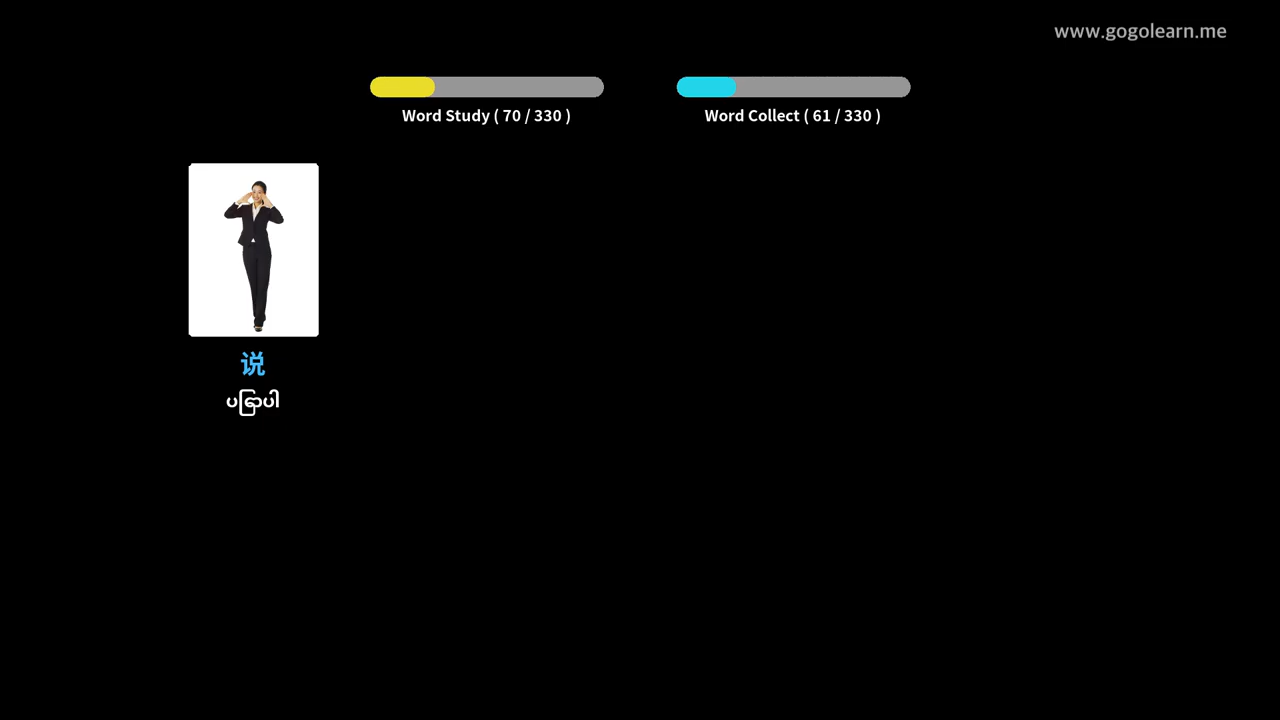 www.gogolearn.me
Word Study ( 70 / 330 )
Word Collect ( 61 / 330 )
说
ပြောပါ